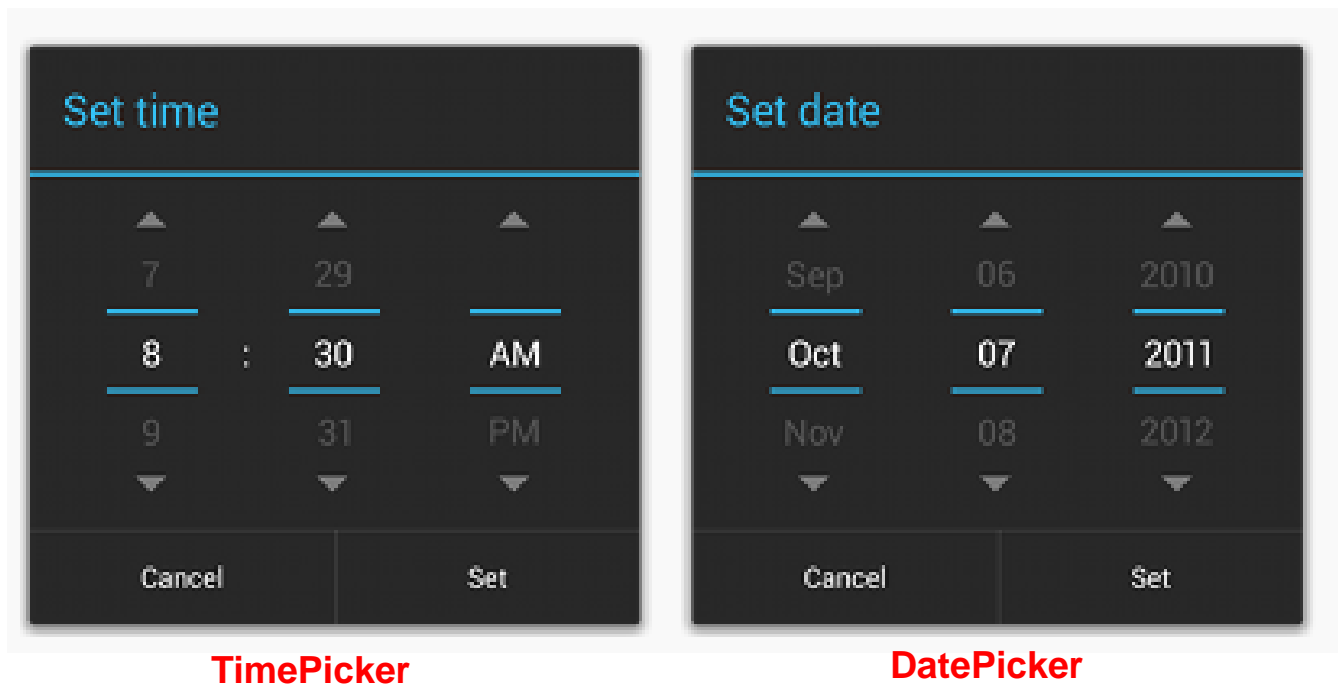 Set time
7 29
8 : 30 AM
9 31 PM
Cancel Set
TimePicker
Set date
Sep 06 2010
Oct 07 2011
Nov 08 2012
Cancel Set
DatePicker